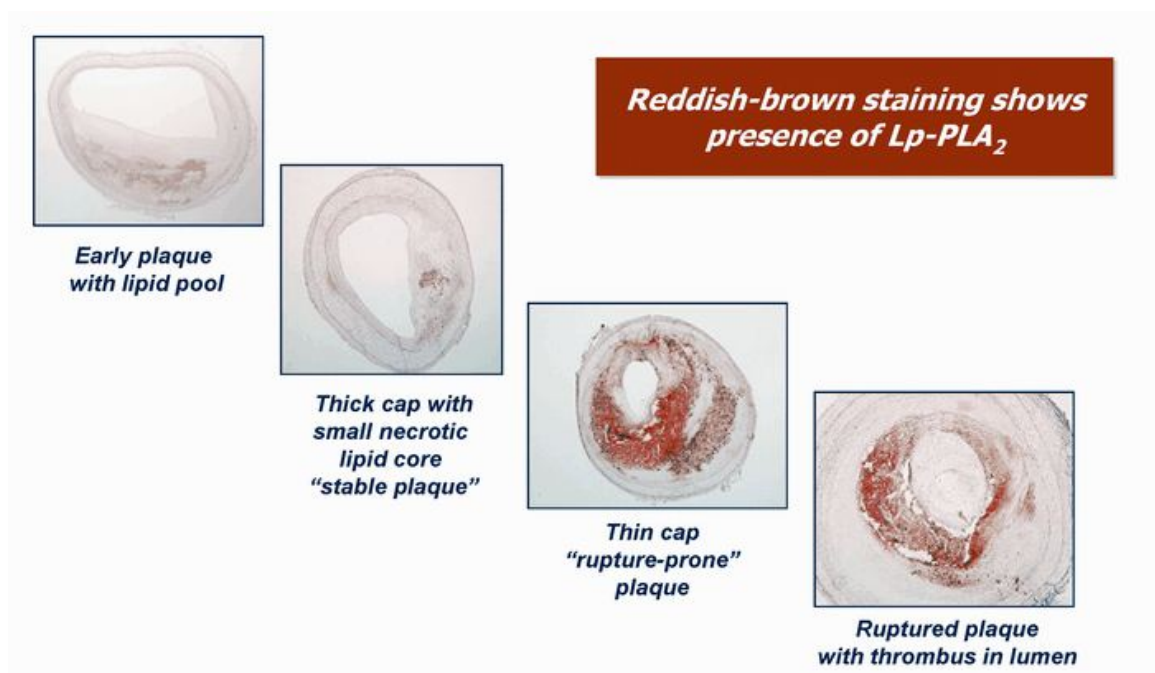 Reddish-brown staining shows
presence of Lp-PLA2
Early plaque
with lipid pool
Thick cap with
small necrotic
lipid core
“stable plaque”
Thin cap
“rupture-prone”
plaque
Ruptured plaque
with thrombus in lumen